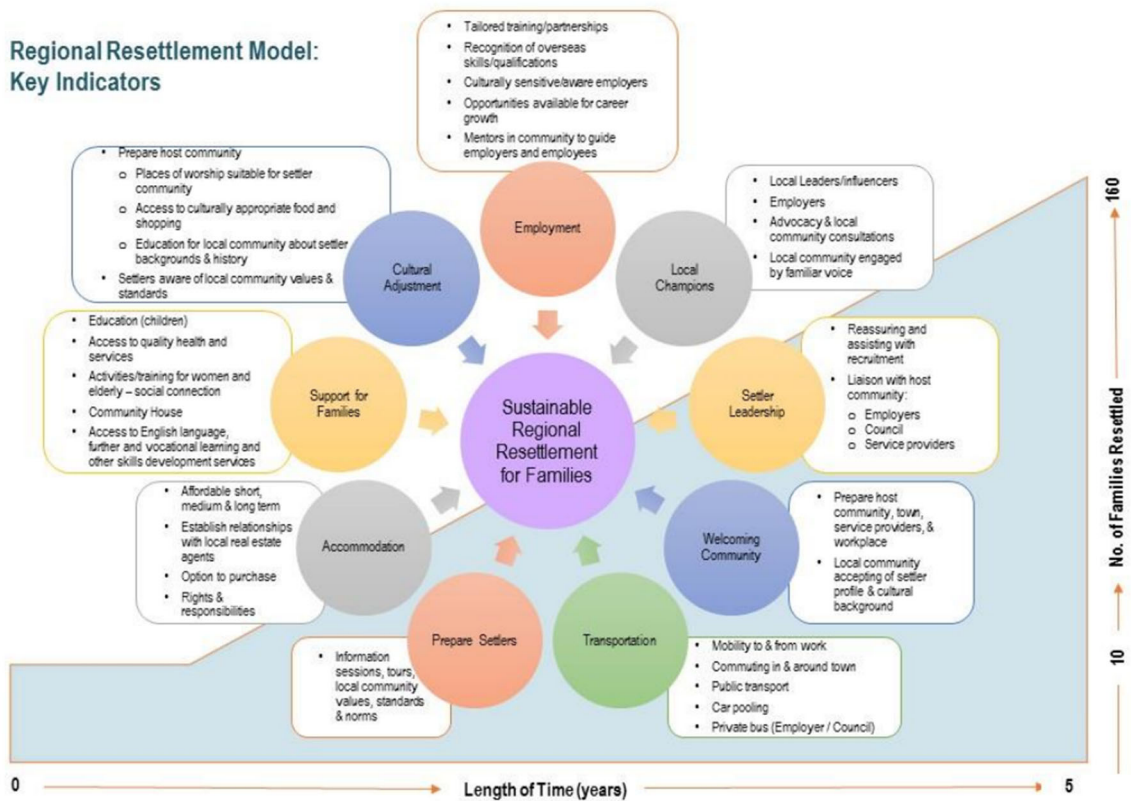 Regional Resettlement Model:
Key Indicators
• Tailored training/partnerships
• Recognition of overseas
skills/qualifications
• Culturally sensitive/aware employers
• Opportunities available for career
growth
• Mentors in community to guide
employers and employees
Employment
• Prepare host community
o Places of worship suitable for settler
community
o Access to culturally appropriate food and
shopping
o Education for local community about settler
backgrounds & history
• Settlers aware of local community values &
standards
Cultural
Adjustment
• Local Leaders/influencers
• Employers
• Advocacy & local
community consultations
• Local community engaged
by familiar voice
Local
Champions
• Education (children)
• Access to quality health and
services
• Activities/training for women and
elderly – social connection
• Community House
• Access to English language,
further and vocational learning and
other skills development services
Support for
Families
Sustainable
Regional
Resettlement
for Families
Settler
Leadership
• Reassuring and
assisting with
recruitment
• Liaison with host
community:
o Employers
o Council
o Service providers
• Affordable short,
medium & long term
• Establish relationships
with local real estate
agents
• Option to purchase
• Rights &
responsibilities
Accommodation
Welcoming
Community
• Prepare host
community, town,
service providers, &
workplace
• Local community
accepting of settler
profile & cultural
background
• Information
sessions, tours,
local community
values, standards
& norms
Prepare Settlers
Transportation
• Mobility to & from work
• Commuting in & around town
• Public transport
• Car pooling
• Private bus (Employer / Council)
160
No. of Families Resettled
10
0
Length of Time (years)
5